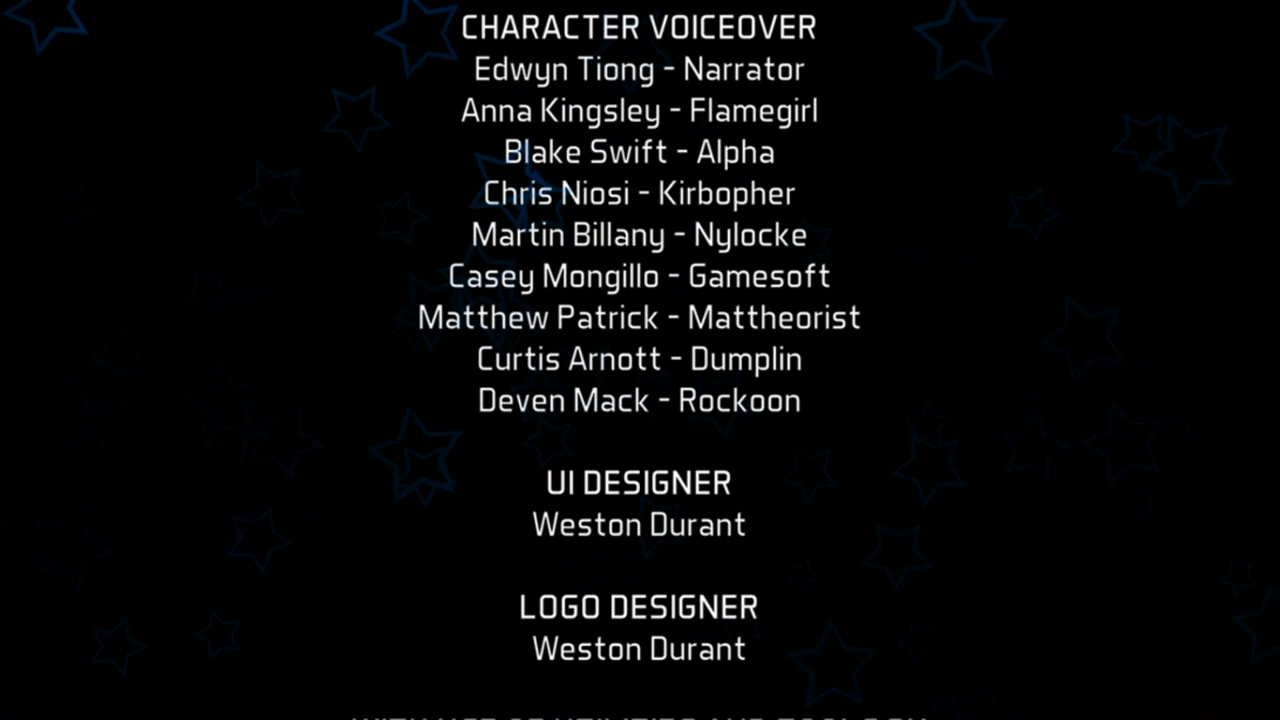 CHARACTER VOICEOVER
Edwyn Tiong - Narrator
Anna Kingsley - Flamegirl
Blake Swift - Alpha
Chris Niosi - Kirbopher
Martin Billany - Nylocke
Casey Mongillo - Gamesoft
Matthew Patrick - Mattheorist
Curtis Arnott - Dumplin
Deven Mack - Rockoon
UI DESIGNER
Weston Durant
LOGO DESIGNER
Weston Durant